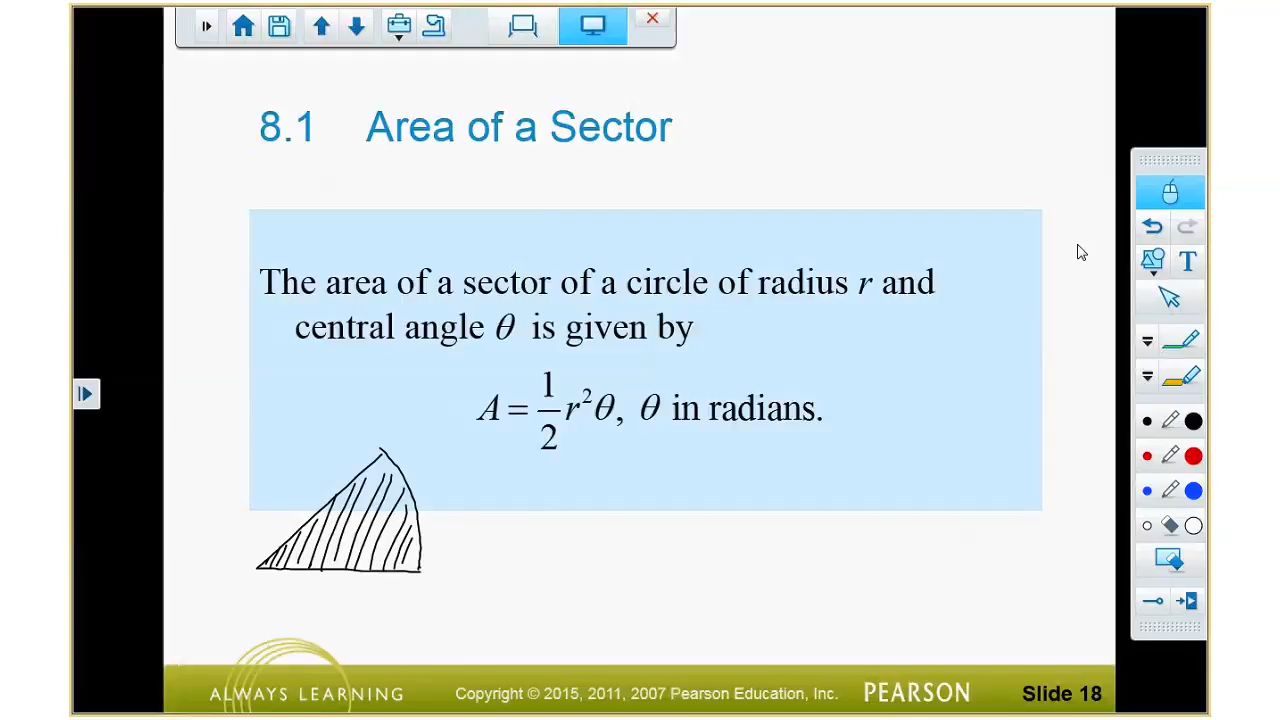 8.1 Area of a Sector
The area of a sector of a circle of radius r and
central angle θ is given by
A = 1/2 r²θ, θ in radians.
T
ALWAYS LEARNING
Copyright © 2015, 2011, 2007 Pearson Education, Inc.
PEARSON
Slide 18